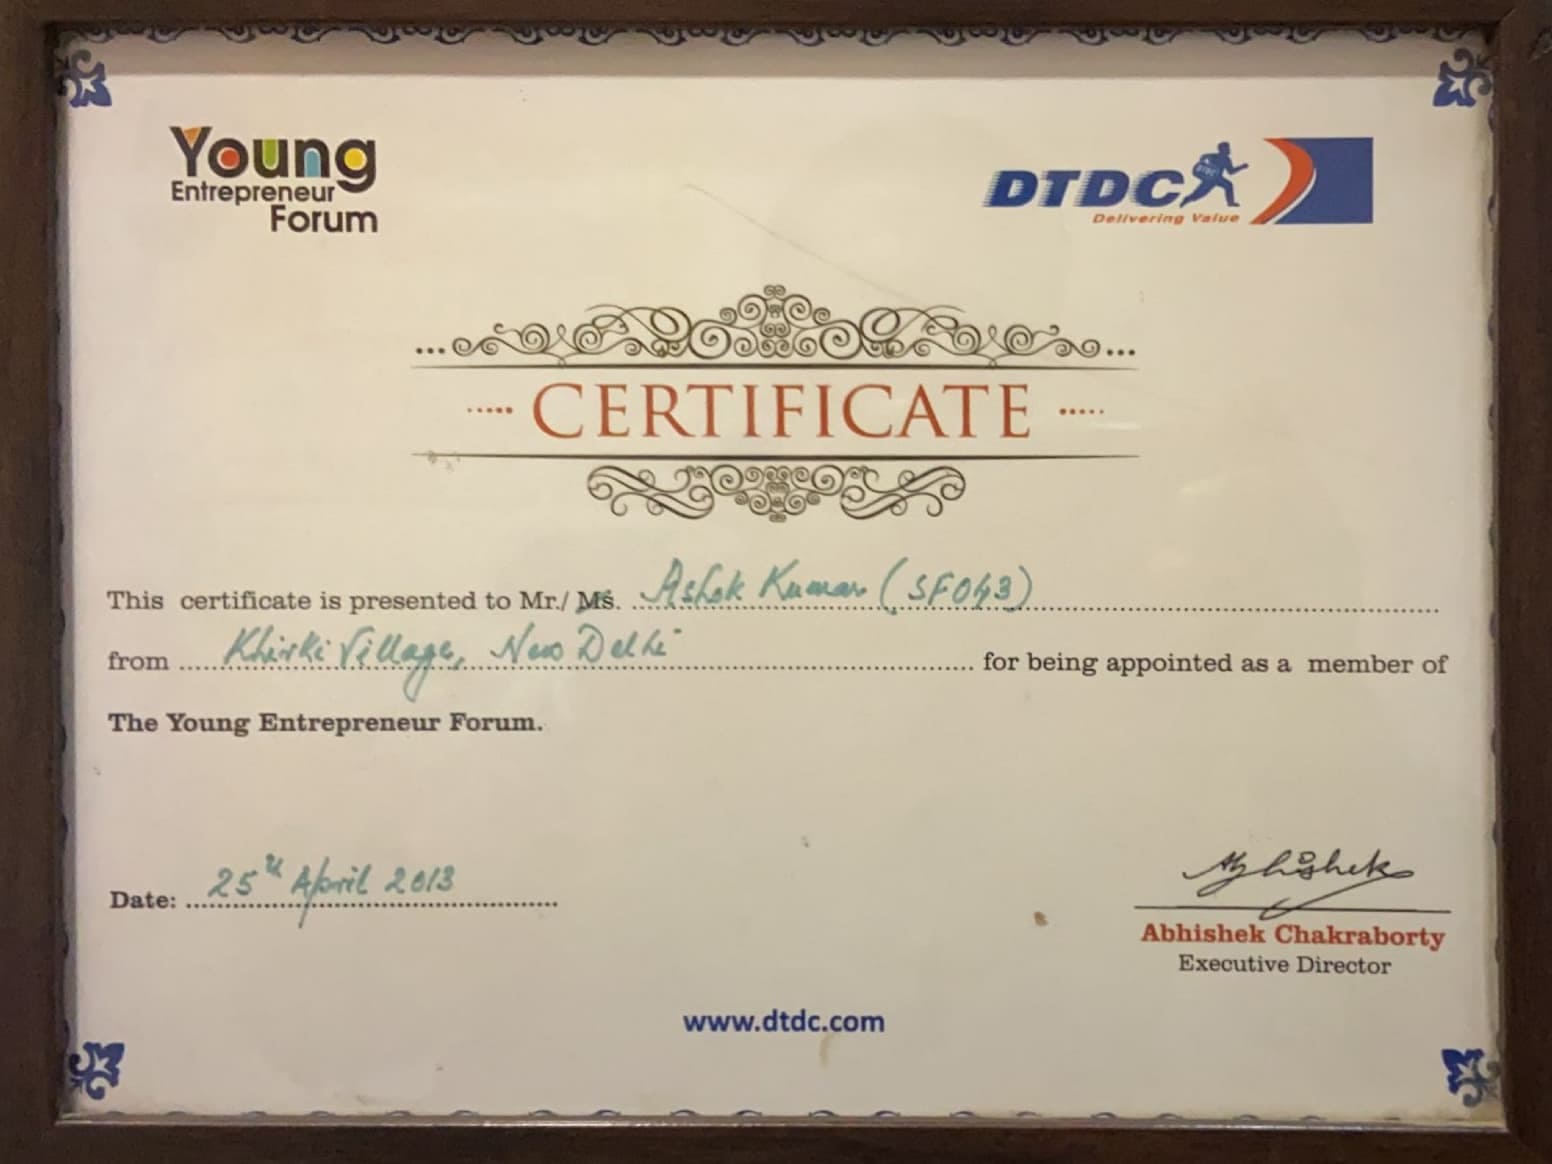 Young
Entrepreneur
Forum
DTDC
Delivering Value
CERTIFICATE
This certificate is presented to Mr./ Ms. Ashok Kumar (SF043)
from Khirki Village, New Delhi for being appointed as a member of
The Young Entrepreneur Forum.
Date: 25th April 2013
Abhishek
Abhishek Chakraborty
Executive Director
www.dtdc.com